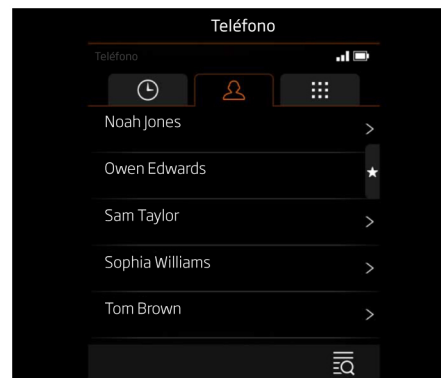 Teléfono
Teléfono
Noah Jones
Owen Edwards
Sam Taylor
Sophia Williams
Tom Brown